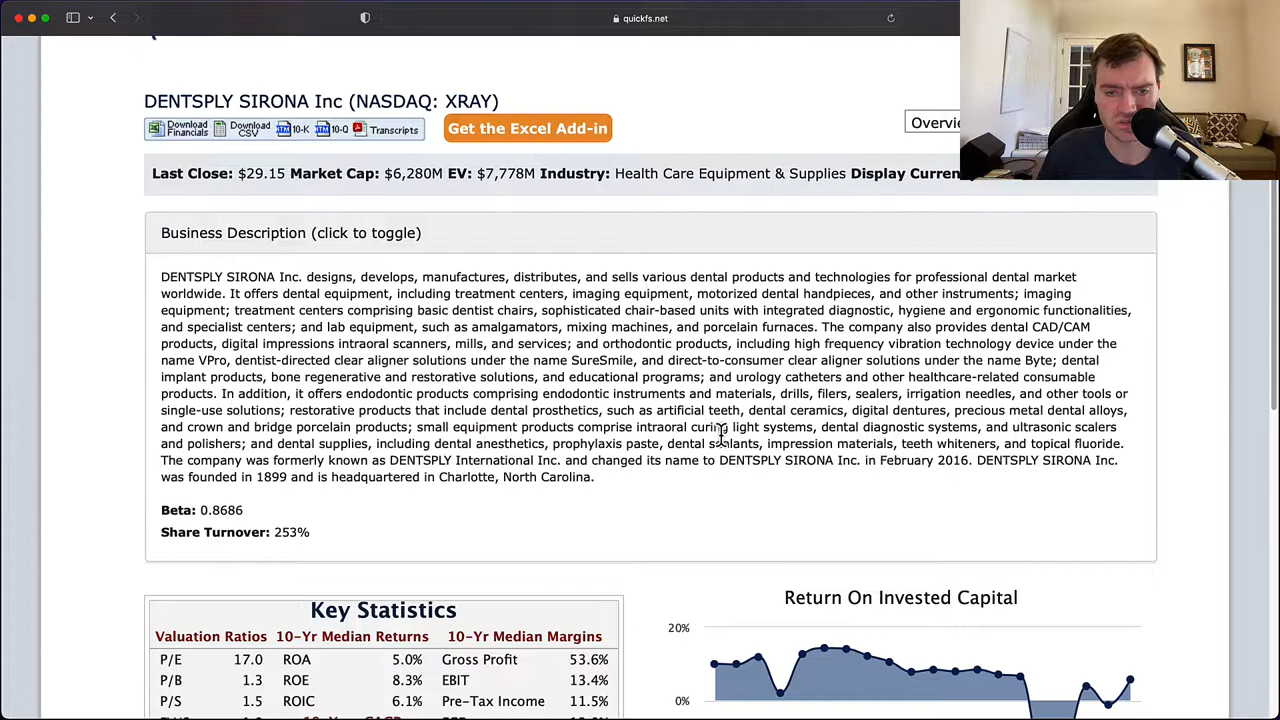 quickfs.net
DENTSPLY SIRONA Inc (NASDAQ: XRAY)
Download Financials Download CSV 10-K 10-Q Transcripts
Get the Excel Add-in
Overvie
Last Close: $29.15 Market Cap: $6,280M EV: $7,778M Industry: Health Care Equipment & Supplies Display Curren
Business Description (click to toggle)
DENTSPLY SIRONA Inc. designs, develops, manufactures, distributes, and sells various dental products and technologies for professional dental market
worldwide. It offers dental equipment, including treatment centers, imaging equipment, motorized dental handpieces, and other instruments; imaging
equipment; treatment centers comprising basic dentist chairs, sophisticated chair-based units with integrated diagnostic, hygiene and ergonomic functionalities,
and specialist centers; and lab equipment, such as amalgamators, mixing machines, and porcelain furnaces. The company also provides dental CAD/CAM
products, digital impressions intraoral scanners, mills, and services; and orthodontic products, including high frequency vibration technology device under the
name VPro, dentist-directed clear aligner solutions under the name SureSmile, and direct-to-consumer clear aligner solutions under the name Byte; dental
implant products, bone regenerative and restorative solutions, and educational programs; and urology catheters and other healthcare-related consumable
products. In addition, it offers endodontic products comprising endodontic instruments and materials, drills, filers, sealers, irrigation needles, and other tools or
single-use solutions; restorative products that include dental prosthetics, such as artificial teeth, dental ceramics, digital dentures, precious metal dental alloys,
and crown and bridge porcelain products; small equipment products comprise intraoral curing light systems, dental diagnostic systems, and ultrasonic scalers
and polishers; and dental supplies, including dental anesthetics, prophylaxis paste, dental sealants, impression materials, teeth whiteners, and topical fluoride.
The company was formerly known as DENTSPLY International Inc. and changed its name to DENTSPLY SIRONA Inc. in February 2016. DENTSPLY SIRONA Inc.
was founded in 1899 and is headquartered in Charlotte, North Carolina.
Beta: 0.8686
Share Turnover: 253%
Key Statistics
Valuation Ratios 10-Yr Median Returns 10-Yr Median Margins
P/E 17.0 ROA 5.0% Gross Profit 53.6%
P/B 1.3 ROE 8.3% EBIT 13.4%
P/S 1.5 ROIC 6.1% Pre-Tax Income 11.5%
Return On Invested Capital
20%
0%